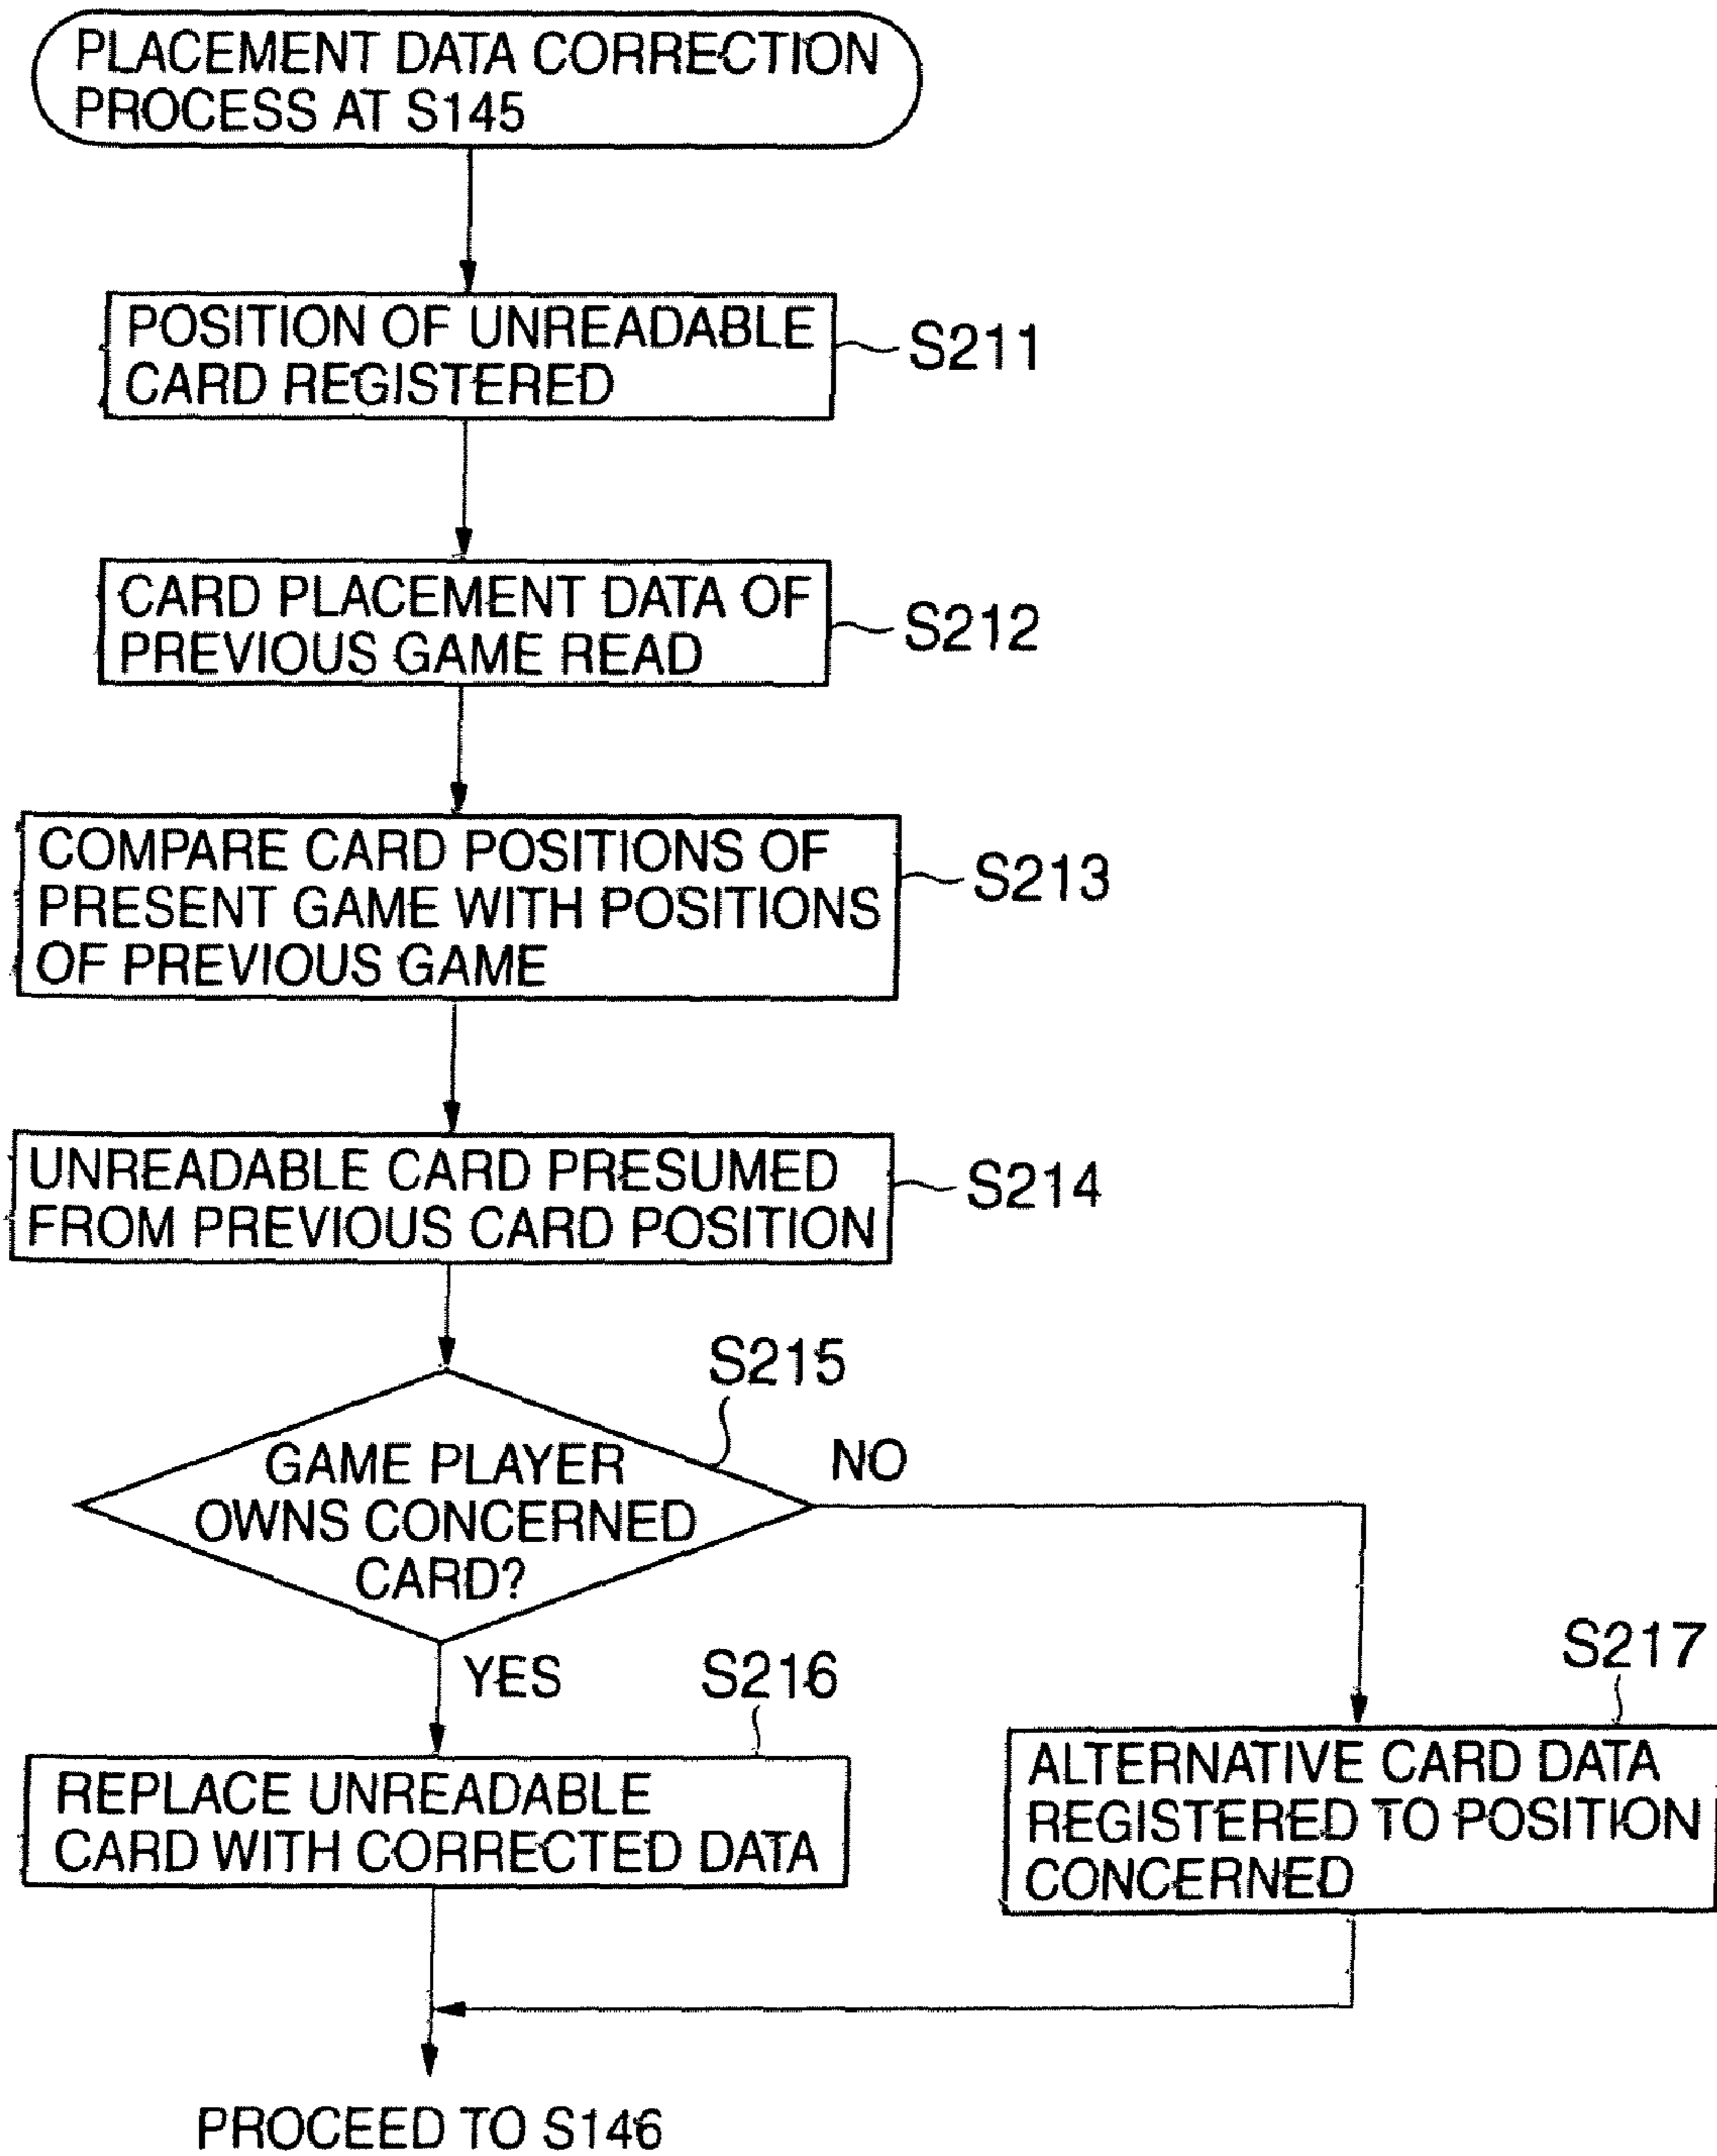 PLACEMENT DATA CORRECTION
PROCESS AT S145
POSITION OF UNREADABLE
CARD REGISTERED
S211
CARD PLACEMENT DATA OF
PREVIOUS GAME READ
S212
COMPARE CARD POSITIONS OF
PRESENT GAME WITH POSITIONS
OF PREVIOUS GAME
S213
UNREADABLE CARD PRESUMED
FROM PREVIOUS CARD POSITION
S214
S215
GAME PLAYER
OWNS CONCERNED
CARD?
NO
YES
S216
REPLACE UNREADABLE
CARD WITH CORRECTED DATA
S217
ALTERNATIVE CARD DATA
REGISTERED TO POSITION
CONCERNED
PROCEED TO S146